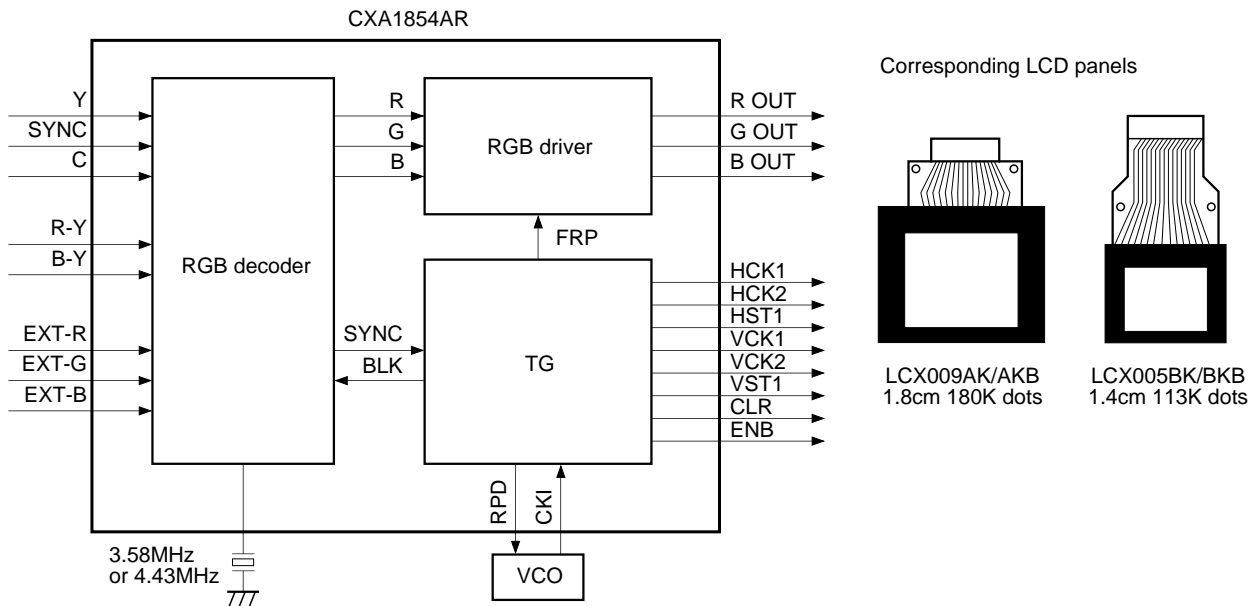 CXA1854AR
Corresponding LCD panels
Y
SYNC
C
R-Y
B-Y
EXT-R
EXT-G
EXT-B
RGB decoder
R
G
B
RGB driver
R OUT
G OUT
B OUT
FRP
SYNC
BLK
TG
HCK1
HCK2
HST1
VCK1
VCK2
VST1
CLR
ENB
RPD
CKI
VCO
3.58MHz
or 4.43MHz
LCX009AK/AKB
1.8cm 180K dots
LCX005BK/BKB
1.4cm 113K dots